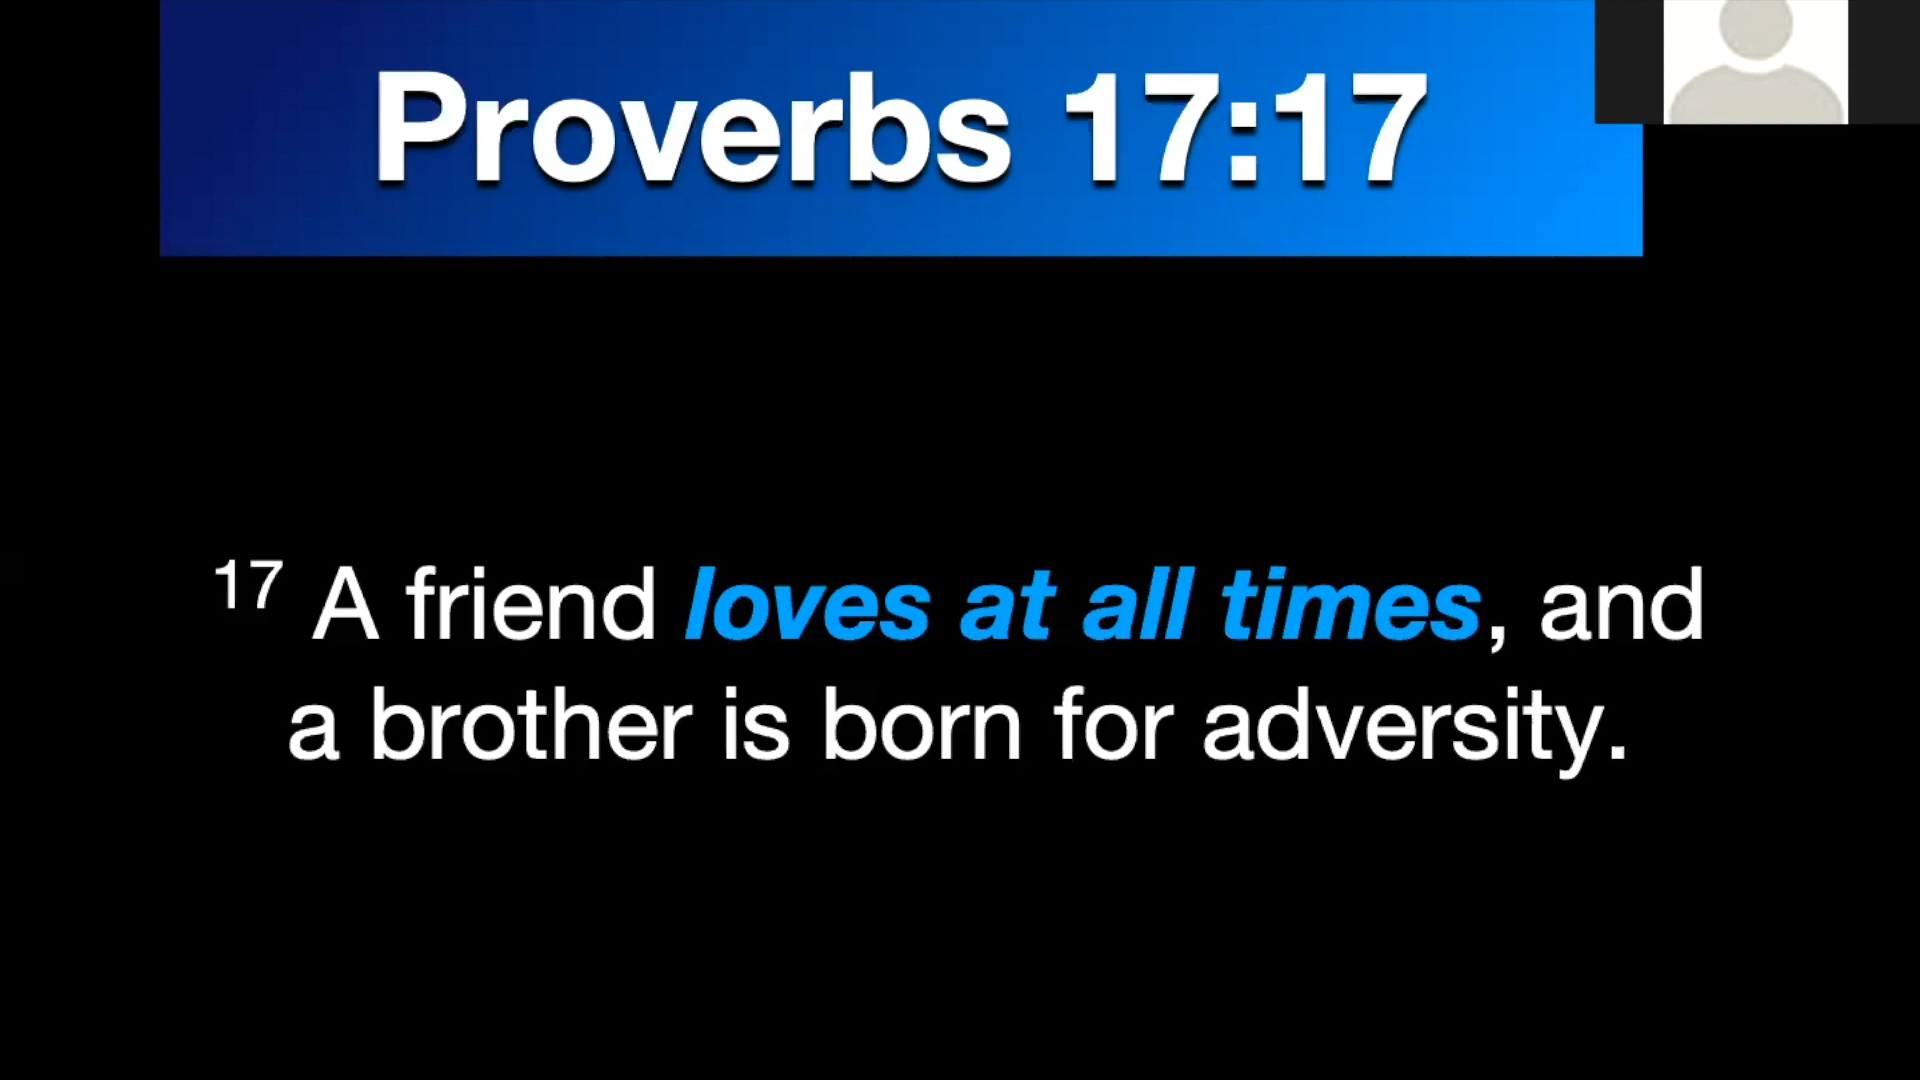 Proverbs 17:17
17 A friend loves at all times, and
a brother is born for adversity.